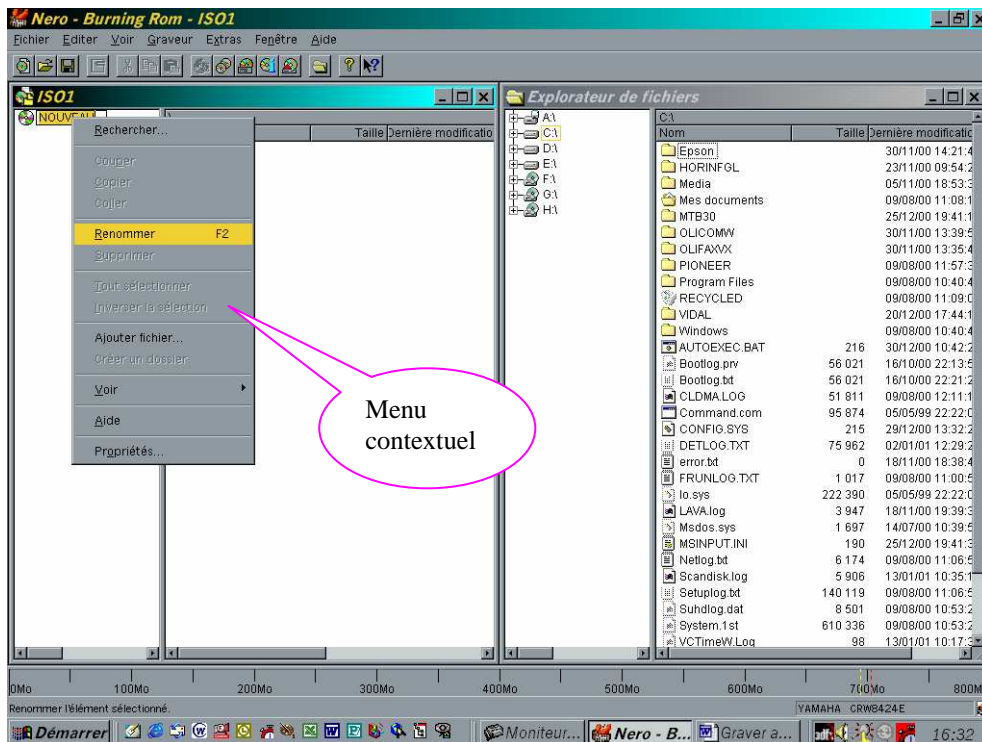 Nero - Burning Rom - ISO1
Fichier Editer Voir Graveur Extras Fenêtre Aide
ISO1
NOUVEAU
Taille Dernière modificatio
Rechercher...
Couper
Copier
Coller
Renommer F2
Supprimer
Tout sélectionner
Inverser la sélection
Ajouter fichier...
Créer un dossier
Voir
Aide
Propriétés...
Menu
contextuel
Explorateur de fichiers
A:\
C:\
D:\
E:\
F:\
G:\
H:\
C:\
Nom Taille Dernière modificatic
Epson 30/11/00 14:21:4
HORINFGL 23/11/00 09:54:2
Media 05/11/00 18:53:3
Mes documents 09/08/00 11:08:1
MTB30 25/12/00 19:41:1
OLICOMW 30/11/00 13:39:5
OLIFAXVX 30/11/00 13:35:4
PIONEER 09/08/00 11:57:3
Program Files 09/08/00 10:40:4
RECYCLED 09/08/00 11:09:0
VIDAL 20/12/00 17:44:1
Windows 09/08/00 10:40:4
AUTOEXEC.BAT 216 30/12/00 10:42:2
Bootlog.prv 56 021 16/10/00 22:13:5
Bootlog.txt 56 021 16/10/00 22:21:2
CLDMA.LOG 51 811 09/08/00 12:11:1
Command.com 95 874 05/05/99 22:22:0
CONFIG.SYS 215 29/12/00 13:32:2
DETLOG.TXT 75 962 02/01/01 12:29:2
error.txt 0 18/11/00 18:38:4
FRUNLOG.TXT 1 017 09/08/00 11:00:5
Io.sys 222 390 05/05/99 22:22:0
LAVA.log 3 947 18/11/00 19:39:3
Msdos.sys 1 697 14/07/00 10:39:5
MSINPUT.INI 190 25/12/00 19:41:3
Netlog.txt 6 174 09/08/00 11:06:5
Scandisk.log 5 906 13/01/01 10:35:1
Setuplog.txt 140 119 09/08/00 11:06:5
Suhdlog.dat 8 501 09/08/00 10:53:2
System.1st 610 336 09/08/00 10:53:2
VCTimeW.Log 98 13/01/01 10:17:3
0Mo 100Mo 200Mo 300Mo 400Mo 500Mo 600Mo 700Mo 800M
Renommer l'élément sélectionné.
YAMAHA CRW8424E
Démarrer Moniteur... Nero - B... Graver a... 16:32